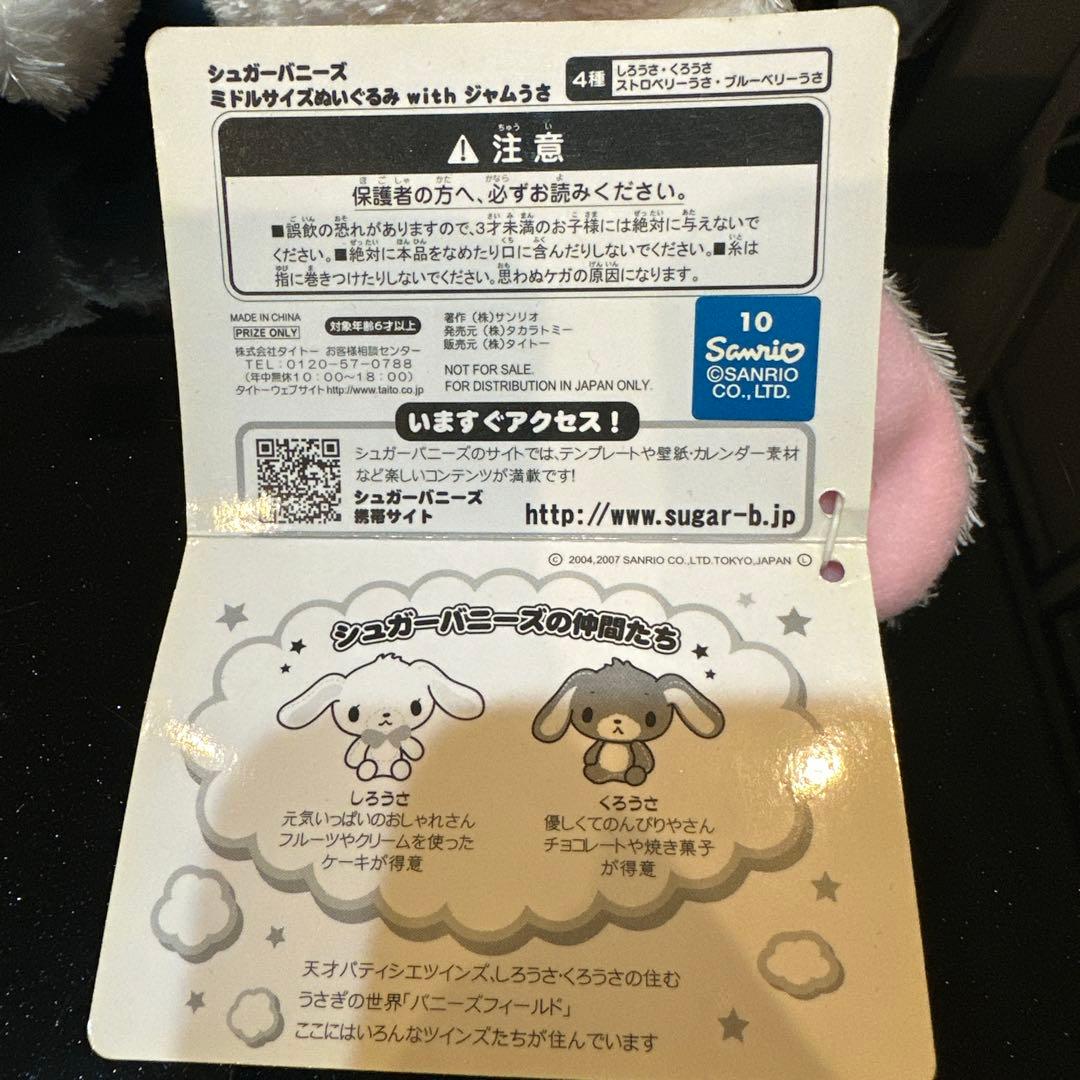 シュガーバニーズ
ミドルサイズぬいぐるみ with ジャムうさ
4種
しろうさ・くろうさ
ストロベリーうさ・ブルーベリーうさ
注意
保護者の方へ、必ずお読みください。
■誤飲の恐れがありますので、3才未満のお子様には絶対に与えないで
ください。■絶対に本品をなめたり口に含んだりしないでください。■糸は
指に巻きつけたりしないでください。思わぬケガの原因になります。
MADE IN CHINA
PRIZE ONLY
対象年齢6才以上
株式会社タイトー お客様相談センター
TEL:0120-57-0788
(年中無休10:00〜18:00)
タイトーウェブサイトhttp://www.taito.co.jp
著作 (株)サンリオ
発売元 (株)タカラトミー
販売元 (株)タイトー
NOT FOR SALE.
FOR DISTRIBUTION IN JAPAN ONLY.
10
Sanrio
©SANRIO
CO., LTD.
いますぐアクセス!
シュガーバニーズのサイトでは、テンプレートや壁紙・カレンダー素材
など楽しいコンテンツが満載です!
シュガーバニーズ
携帯サイト
http://www.sugar-b.jp
© 2004,2007 SANRIO CO.,LTD.TOKYO,JAPAN Ⓛ
シュガーバニーズの仲間たち
しろうさ
元気いっぱいのおしゃれさん
フルーツやクリームを使った
ケーキが得意
くろうさ
優しくてのんびりやさん
チョコレートや焼き菓子
が得意
天才パティシエツインズ、しろうさ・くろうさの住む
うさぎの世界「バニーズフィールド」
ここにはいろんなツインズたちが住んでいます